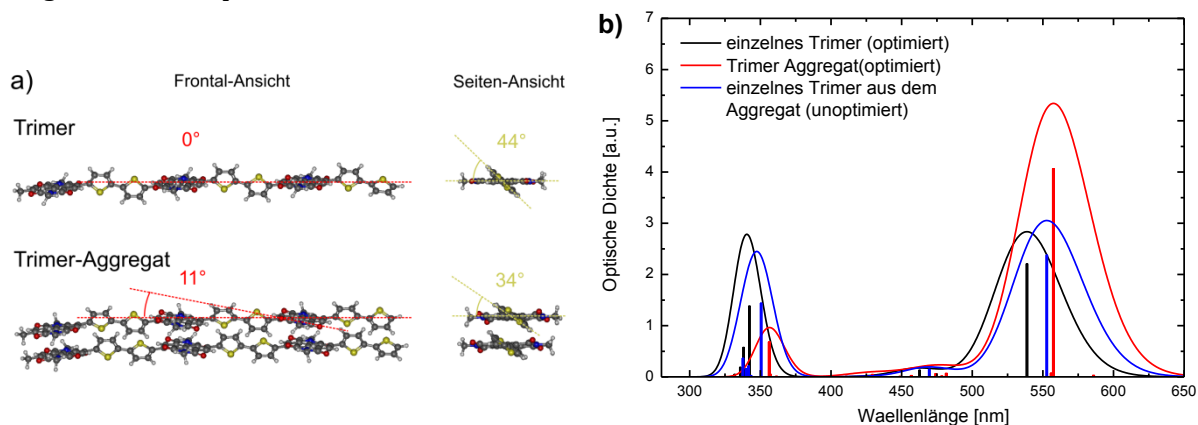 a)
Frontal-Ansicht
Seiten-Ansicht
Trimer
0°
44°
Trimer-Aggregat
11°
34°
b)
einzelnes Trimer (optimiert)
Trimer Aggregat(optimiert)
einzelnes Trimer aus dem
Aggregat (unoptimiert)
Optische Dichte [a.u.]
7
6
5
4
3
2
1
0
300
350
400
450
500
550
600
650
Waellenlänge [nm]